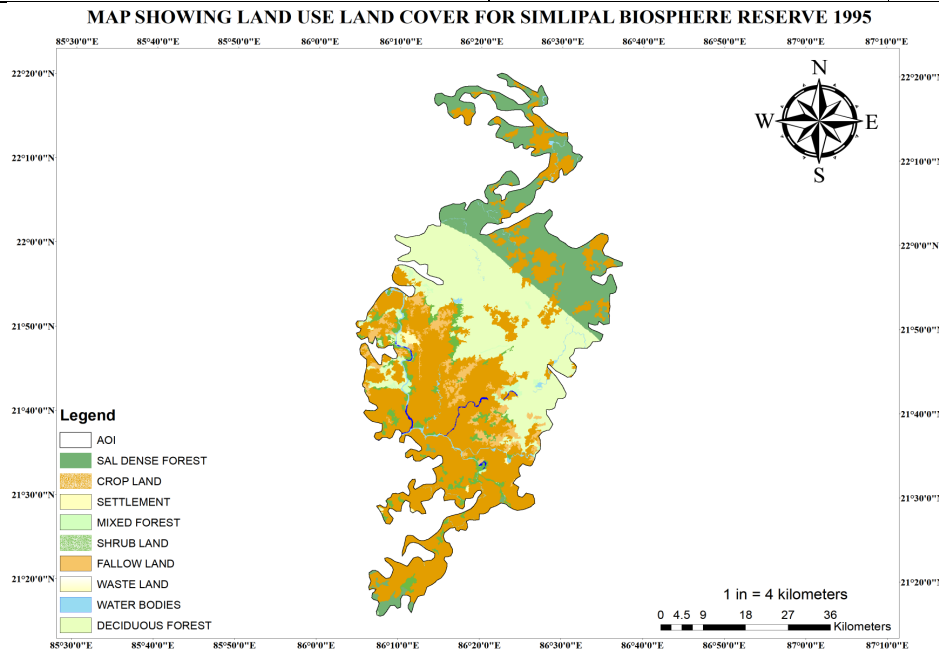 MAP SHOWING LAND USE LAND COVER FOR SIMLIPAL BIOSPHERE RESERVE 1995
85°30'0"E 85°40'0"E 85°50'0"E 86°0'0"E 86°10'0"E 86°20'0"E 86°30'0"E 86°40'0"E 86°50'0"E 87°0'0"E 87°10'0"E
22°20'0"N 22°20'0"N
N
W E
S
22°10'0"N 22°10'0"N
22°0'0"N 22°0'0"N
21°50'0"N 21°50'0"N
21°40'0"N 21°40'0"N
Legend
AOI
SAL DENSE FOREST
CROP LAND
SETTLEMENT
21°30'0"N 21°30'0"N
MIXED FOREST
SHRUB LAND
FALLOW LAND
21°20'0"N 21°20'0"N
WASTE LAND
WATER BODIES
DECIDUOUS FOREST
1 in = 4 kilometers
0 4.5 9 18 27 36
Kilometers
85°30'0"E 85°40'0"E 85°50'0"E 86°0'0"E 86°10'0"E 86°20'0"E 86°30'0"E 86°40'0"E 86°50'0"E 87°0'0"E 87°10'0"E